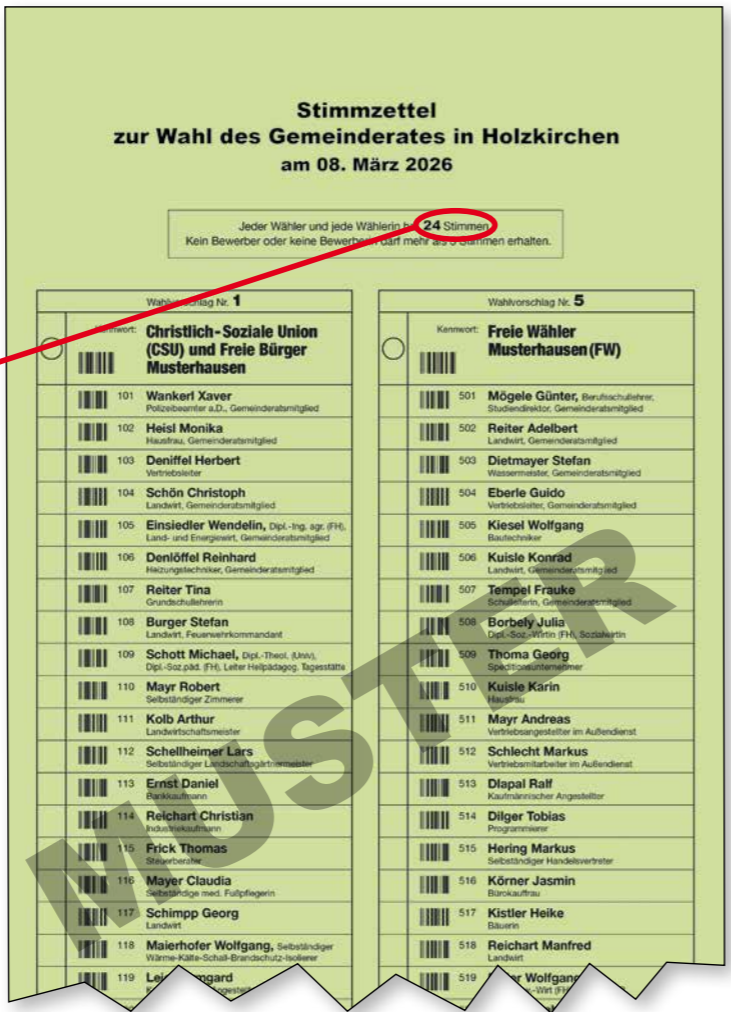 Stimmzettel
zur Wahl des Gemeinderates in Holzkirchen
am 08. März 2026
Jeder Wähler und jede Wählerin 24 Stimmen
Kein Bewerber oder keine Bewerberin darf mehr als 3 Stimmen erhalten.
Wahlvorschlag Nr. 1
Kennwort: Christlich-Soziale Union
(CSU) und Freie Bürger
Musterhausen
101 Wankerl Xaver
Polizeibeamter a.D., Gemeinderatsmitglied
102 Heisl Monika
Hausfrau, Gemeinderatsmitglied
103 Deniffel Herbert
Vertriebsleiter
104 Schön Christoph
Landwirt, Gemeinderatsmitglied
105 Einsiedler Wendelin, Dipl.-Ing. agr. (FH),
Land- und Energiewirt, Gemeinderatsmitglied
106 Denlöffel Reinhard
Heizungstechniker, Gemeinderatsmitglied
107 Reiter Tina
Grundschullehrerin
108 Burger Stefan
Landwirt, Feuerwehrkommandant
109 Schott Michael, Dipl.-Theol. (Univ),
Dipl.-Soz.päd. (FH), Leiter Heilpädagog. Tagesstätte
110 Mayr Robert
Selbständiger Zimmerer
111 Kolb Arthur
Landwirtschaftsmeister
112 Schellheimer Lars
Selbständiger Landschaftsgärtnermeister
113 Ernst Daniel
Bankkaufmann
114 Reichart Christian
Industriekaufmann
115 Frick Thomas
Steuerberater
116 Mayer Claudia
Selbständige med. Fußpflegerin
117 Schimpp Georg
Landwirt
118 Maierhofer Wolfgang, Selbständiger
Wärme-Kälte-Schall-Brandschutz-Isolierer
119
Wahlvorschlag Nr. 5
Kennwort: Freie Wähler
Musterhausen (FW)
501 Mögele Günter, Berufsschullehrer,
Studiendirektor, Gemeinderatsmitglied
502 Reiter Adelbert
Landwirt, Gemeinderatsmitglied
503 Dietmayer Stefan
Wassermeister, Gemeinderatsmitglied
504 Eberle Guido
Vertriebsleiter, Gemeinderatsmitglied
505 Kiesel Wolfgang
Bautechniker
506 Kuisle Konrad
Landwirt, Gemeinderatsmitglied
507 Tempel Frauke
Schulleiterin, Gemeinderatsmitglied
508 Borbely Julia
Dipl.-Soz.-Wirtin (FH), Sozialwirtin
509 Thoma Georg
Speditionsunternehmer
510 Kuisle Karin
Hausfrau
511 Mayr Andreas
Vertriebsangestellter im Außendienst
512 Schlecht Markus
Vertriebsmitarbeiter im Außendienst
513 Dlapal Ralf
Kaufmännischer Angestellter
514 Dilger Tobias
Programmierer
515 Hering Markus
Selbständiger Handelsvertreter
516 Körner Jasmin
Bürokauffrau
517 Kistler Heike
Bäuerin
518 Reichart Manfred
Landwirt
519 Wolfgang
MUSTER